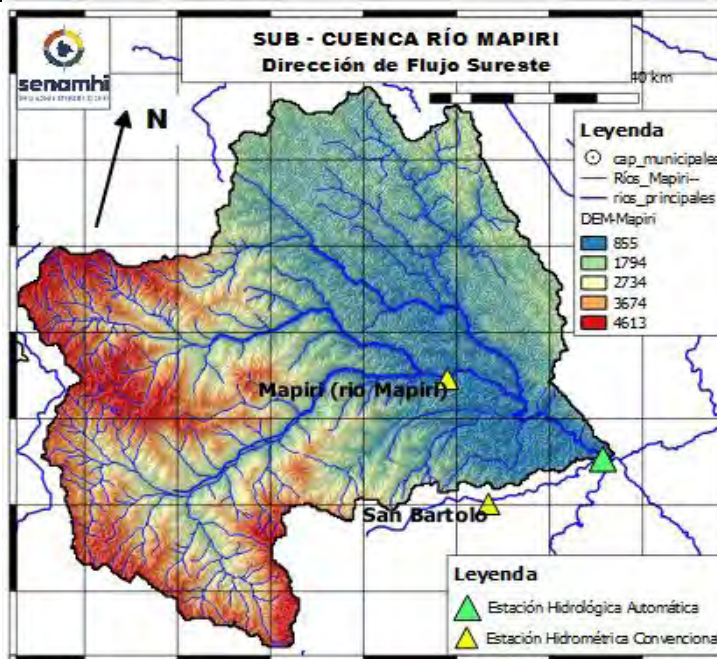 SUB - CUENCA RÍO MAPIRI
Dirección de Flujo Sureste
senamhi
N
40 km
Leyenda
cap_municipales
Ríos_Mapiri--
rios_principales
DEM-Mapiri
855
1794
2734
3674
4613
Mapiri (rio Mapiri)
San Bartolo
Leyenda
Estación Hidrológica Automática
Estación Hidrométrica Convenciona